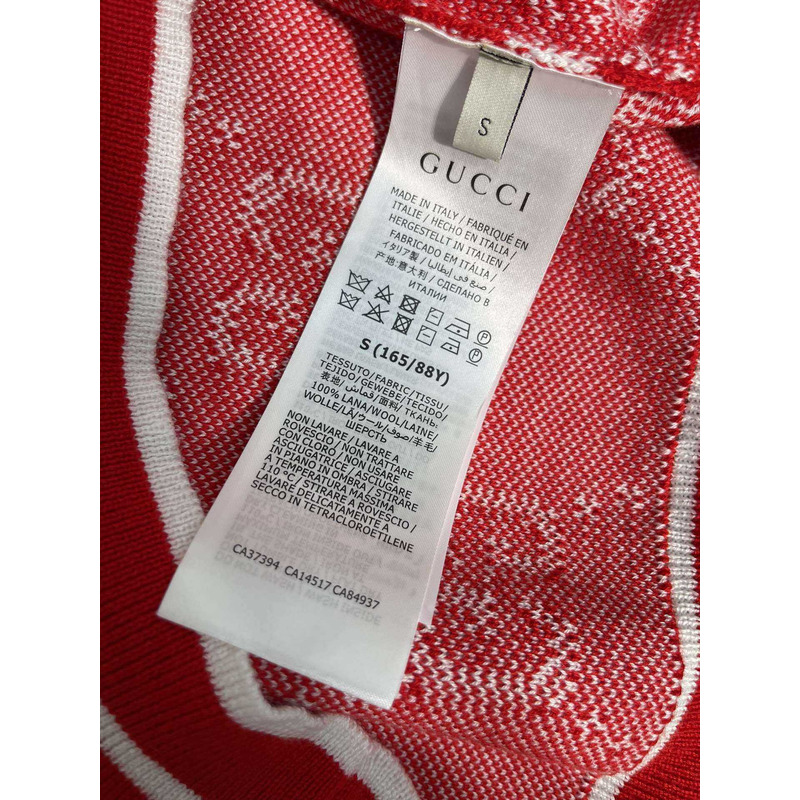 S
GUCCI
MADE IN ITALY / FABRIQUÉ EN
ITALIE / HECHO EN ITALIA /
HERGESTELLT IN ITALIEN /
FABRICADO EM ITÁLIA /
イタリア製 / صنع في إيطاليا /
产地:意大利 / СДЕЛАНО В
ИТАЛИИ
S (165/88Y)
TESSUTO/FABRIC/TISSU/
TEJIDO/GEWEBE/TECIDO/
表地/قماش/面料/ТКАНЬ:
100% LANA/WOOL/LAINE/
WOLLE/LÃ/ウール/صوف/羊毛/
ШЕРСТЬ
NON LAVARE / LAVARE A
ROVESCIO / NON TRATTARE
CON CLORO / NON USARE
ASCIUGATRICE / ASCIUGARE
IN PIANO IN OMBRA / STIRARE
A TEMPERATURA MASSIMA
110 °C / STIRARE A ROVESCIO /
LAVARE DELICATAMENTE A
SECCO IN TETRACLOROETILENE
CA37394 CA14517 CA84937